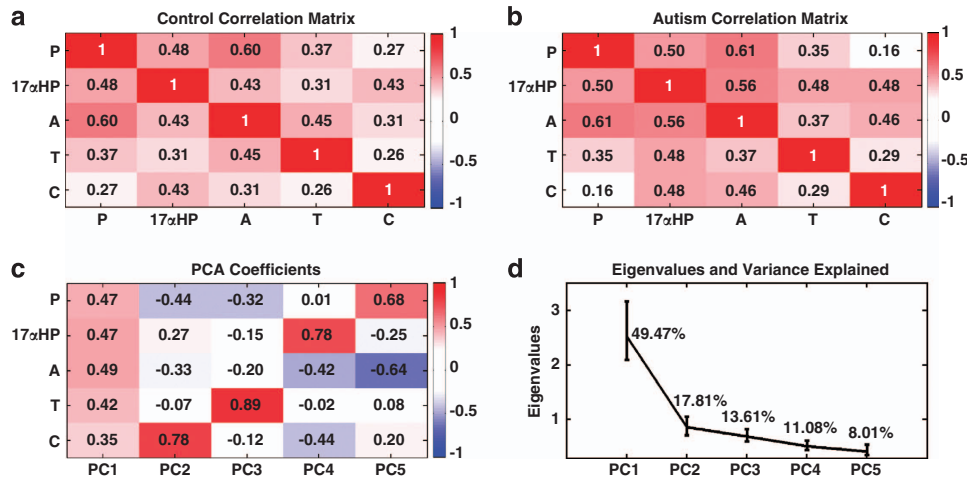 a
Control Correlation Matrix
P 1 0.48 0.60 0.37 0.27
17αHP 0.48 1 0.43 0.31 0.43
A 0.60 0.43 1 0.45 0.31
T 0.37 0.31 0.45 1 0.26
C 0.27 0.43 0.31 0.26 1
P 17αHP A T C
1
0.5
0
-0.5
-1
b
Autism Correlation Matrix
P 1 0.50 0.61 0.35 0.16
17αHP 0.50 1 0.56 0.48 0.48
A 0.61 0.56 1 0.37 0.46
T 0.35 0.48 0.37 1 0.29
C 0.16 0.48 0.46 0.29 1
P 17αHP A T C
1
0.5
0
-0.5
-1
c
PCA Coefficients
P 0.47 -0.44 -0.32 0.01 0.68
17αHP 0.47 0.27 -0.15 0.78 -0.25
A 0.49 -0.33 -0.20 -0.42 -0.64
T 0.42 -0.07 0.89 -0.02 0.08
C 0.35 0.78 -0.12 -0.44 0.20
PC1 PC2 PC3 PC4 PC5
1
0.5
0
-0.5
-1
d
Eigenvalues and Variance Explained
Eigenvalues
3
2
1
49.47%
17.81%
13.61%
11.08%
8.01%
PC1 PC2 PC3 PC4 PC5